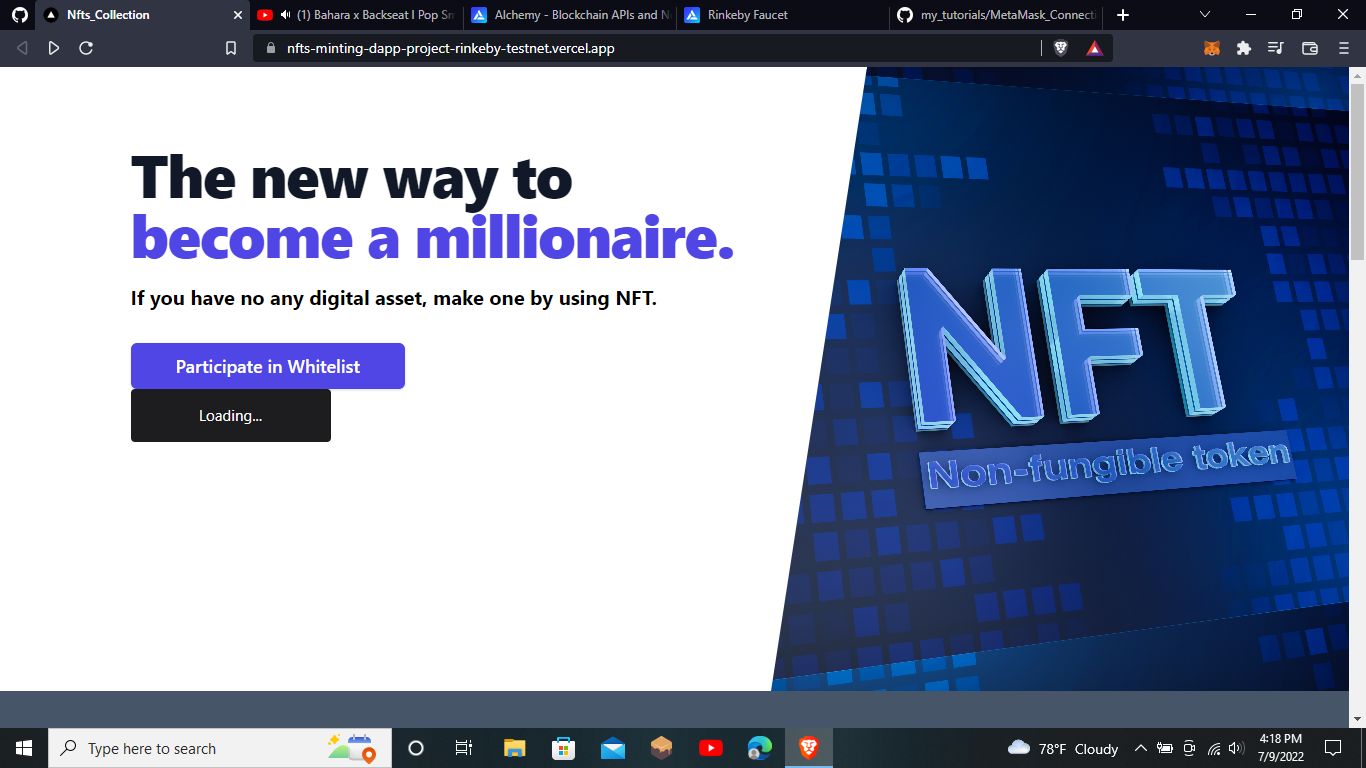 Nfts_Collection
(1) Bahara x Backseat I Pop Sm
Alchemy - Blockchain APIs and N
Rinkeby Faucet
my_tutorials/MetaMask_Connecti
nfts-minting-dapp-project-rinkeby-testnet.vercel.app
The new way to
become a millionaire.
If you have no any digital asset, make one by using NFT.
Participate in Whitelist
Loading...
NFT
Non-fungible token
Type here to search
78°F Cloudy
4:18 PM
7/9/2022